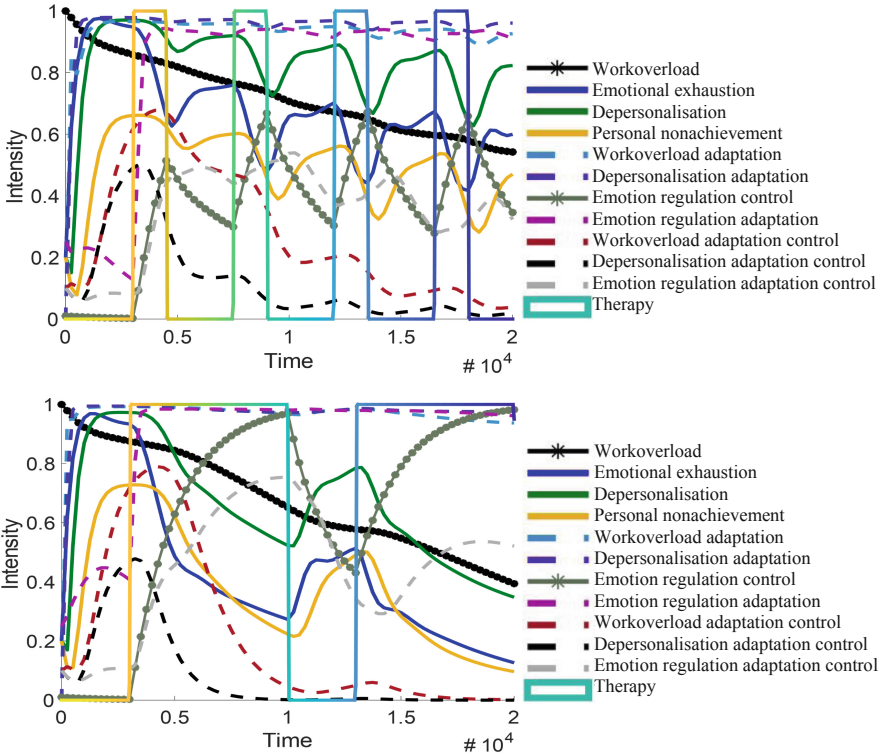 1
0.8
0.6
0.4
0.2
0
Intensity
0
0.5
1
1.5
2
Time
# 10^4
Workoverload
Emotional exhaustion
Depersonalisation
Personal nonachievement
Workoverload adaptation
Depersonalisation adaptation
Emotion regulation control
Emotion regulation adaptation
Workoverload adaptation control
Depersonalisation adaptation control
Emotion regulation adaptation control
Therapy
1
0.8
0.6
0.4
0.2
0
Intensity
0
0.5
1
1.5
2
Time
# 10^4
Workoverload
Emotional exhaustion
Depersonalisation
Personal nonachievement
Workoverload adaptation
Depersonalisation adaptation
Emotion regulation control
Emotion regulation adaptation
Workoverload adaptation control
Depersonalisation adaptation control
Emotion regulation adaptation control
Therapy